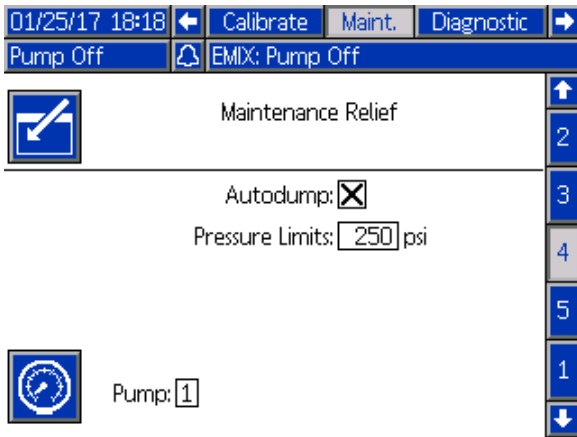 01/25/17 18:18 Calibrate Maint. Diagnostic
Pump Off EMIX: Pump Off
Maintenance Relief
2
Autodump:
3
Pressure Limits: 250 psi
4
5
Pump: 1
1